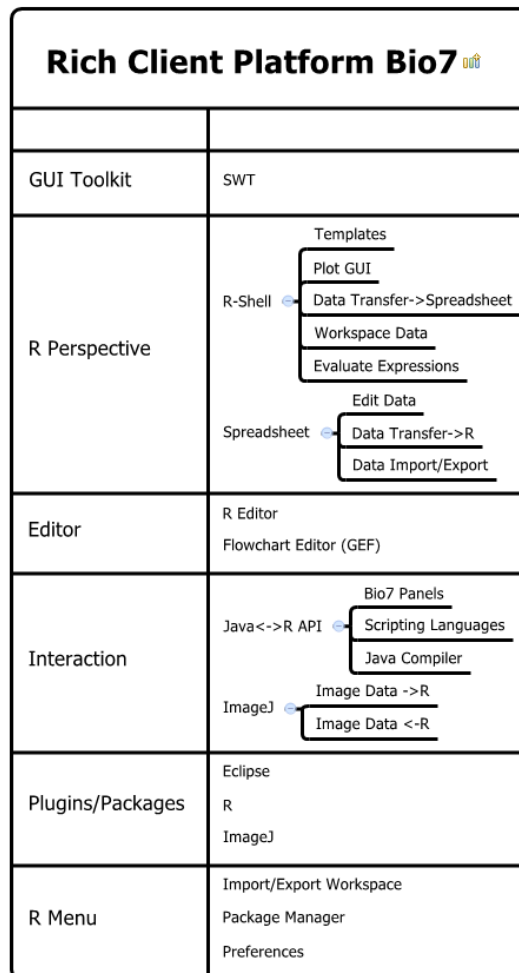 Rich Client Platform Bio7
GUI Toolkit
SWT
R Perspective
R-Shell
Templates
Plot GUI
Data Transfer->Spreadsheet
Workspace Data
Evaluate Expressions
Spreadsheet
Edit Data
Data Transfer->R
Data Import/Export
Editor
R Editor
Flowchart Editor (GEF)
Interaction
Java<->R API
Bio7 Panels
Scripting Languages
Java Compiler
ImageJ
Image Data ->R
Image Data <-R
Plugins/Packages
Eclipse
R
ImageJ
R Menu
Import/Export Workspace
Package Manager
Preferences